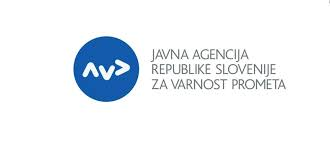 AVP
JAVNA AGENCIJA
REPUBLIKE SLOVENIJE
ZA VARNOST PROMETA